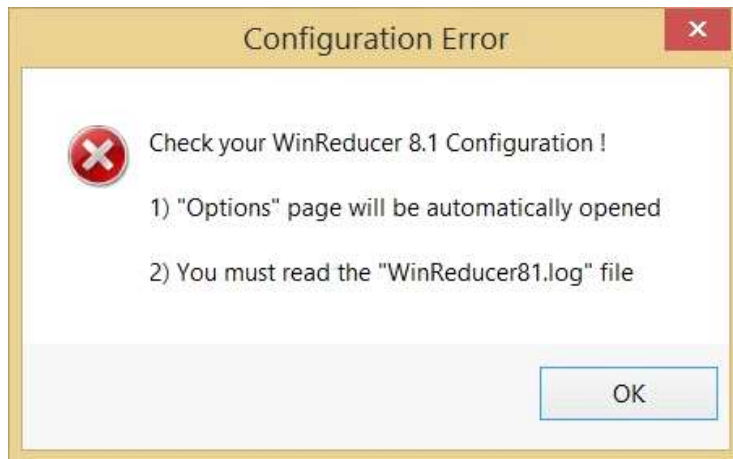 Configuration Error
Check your WinReducer 8.1 Configuration !
1) "Options" page will be automatically opened
2) You must read the "WinReducer81.log" file
OK